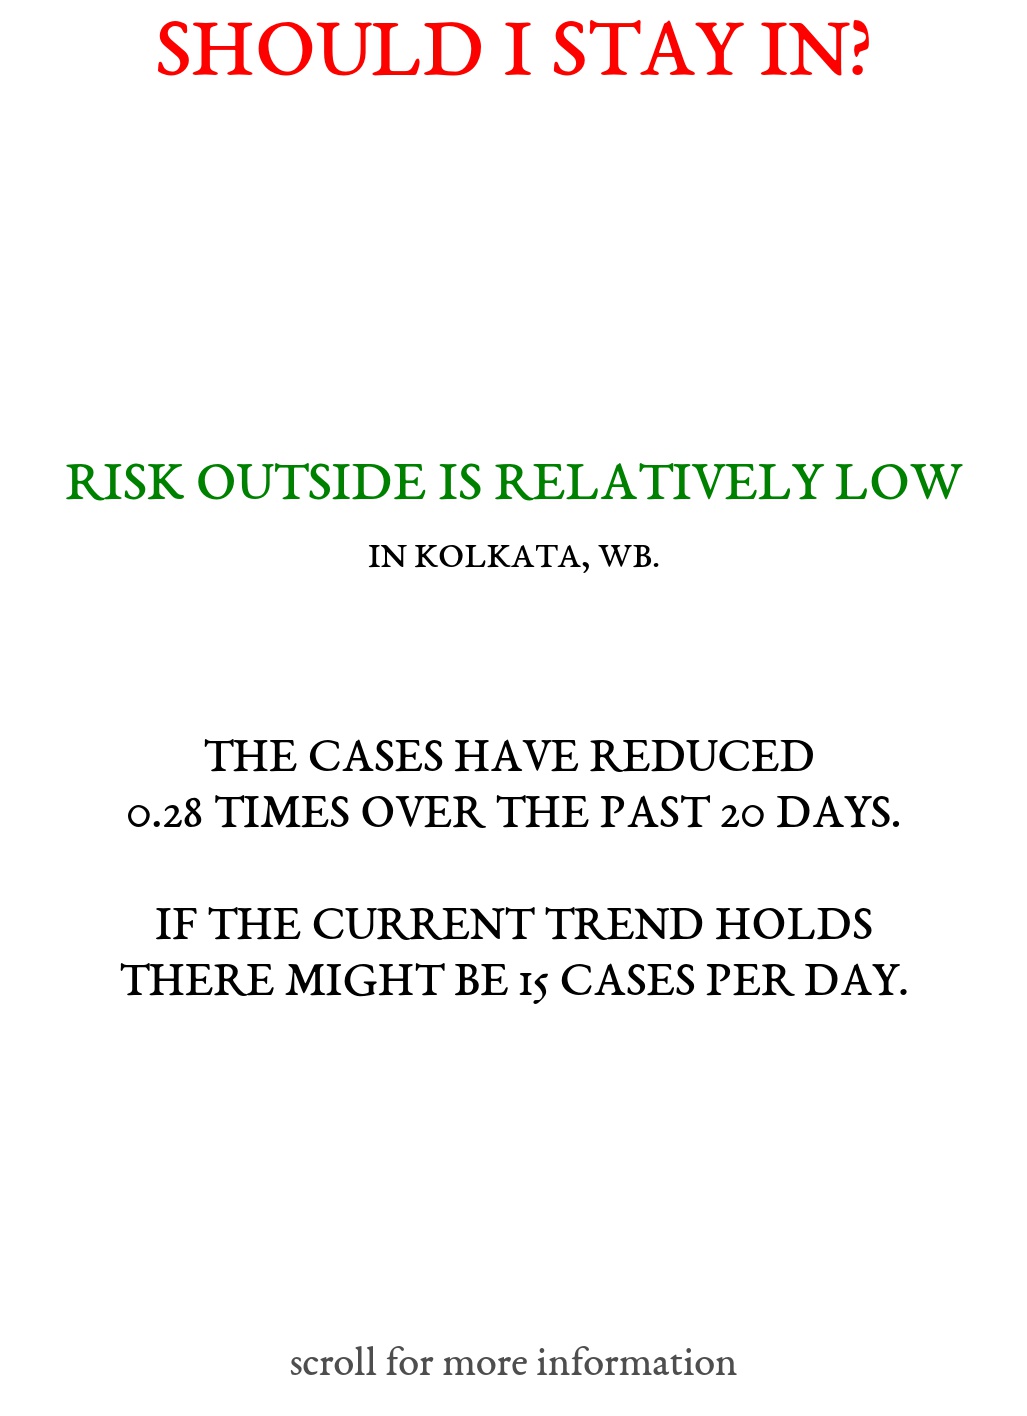 SHOULD I STAY IN?
RISK OUTSIDE IS RELATIVELY LOW
IN KOLKATA, WB.
THE CASES HAVE REDUCED
0.28 TIMES OVER THE PAST 20 DAYS.
IF THE CURRENT TREND HOLDS
THERE MIGHT BE 15 CASES PER DAY.
scroll for more information